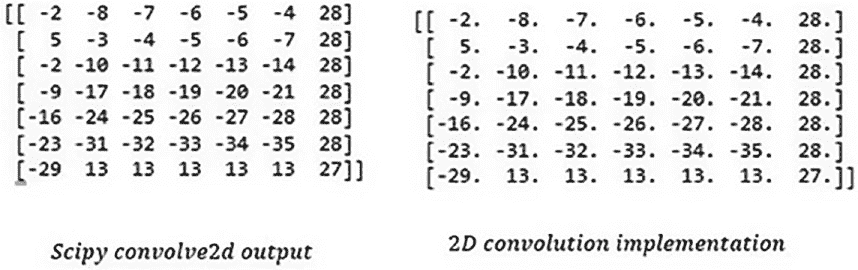 [[ -2 -8 -7 -6 -5 -4 28]
[ 5 -3 -4 -5 -6 -7 28]
[ -2 -10 -11 -12 -13 -14 28]
[ -9 -17 -18 -19 -20 -21 28]
[-16 -24 -25 -26 -27 -28 28]
[-23 -31 -32 -33 -34 -35 28]
[-29 13 13 13 13 13 27]]
Scipy convolve2d output
[[ -2. -8. -7. -6. -5. -4. 28.]
[ 5. -3. -4. -5. -6. -7. 28.]
[ -2. -10. -11. -12. -13. -14. 28.]
[ -9. -17. -18. -19. -20. -21. 28.]
[-16. -24. -25. -26. -27. -28. 28.]
[-23. -31. -32. -33. -34. -35. 28.]
[-29. 13. 13. 13. 13. 13. 27.]]
2D convolution implementation